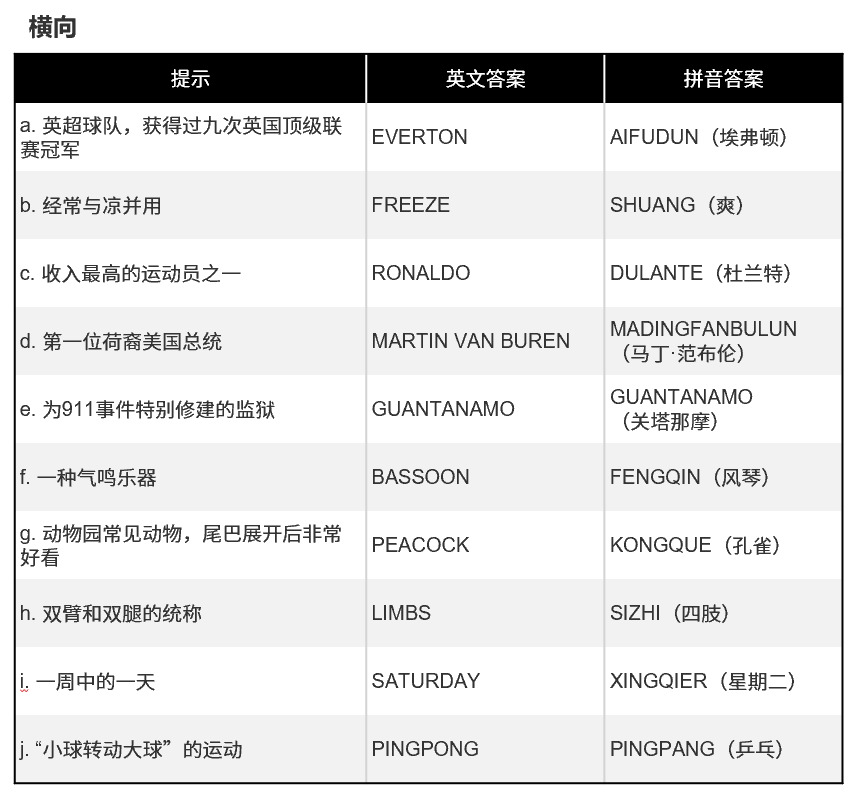 横向
提示 英文答案 拼音答案
a. 英超球队，获得过九次英国顶级联
赛冠军 EVERTON AIFUDUN（埃弗顿）
b. 经常与凉并用 FREEZE SHUANG（爽）
c. 收入最高的运动员之一 RONALDO DULANTE（杜兰特）
d. 第一位荷裔美国总统 MARTIN VAN BUREN MADINGFANBULUN
（马丁·范布伦）
e. 为911事件特别修建的监狱 GUANTANAMO GUANTANAMO
（关塔那摩）
f. 一种气鸣乐器 BASSOON FENGQIN（风琴）
g. 动物园常见动物，尾巴展开后非常
好看 PEACOCK KONGQUE（孔雀）
h. 双臂和双腿的统称 LIMBS SIZHI（四肢）
i. 一周中的一天 SATURDAY XINGQIER（星期二）
j. “小球转动大球”的运动 PINGPONG PINGPANG（乒乓）